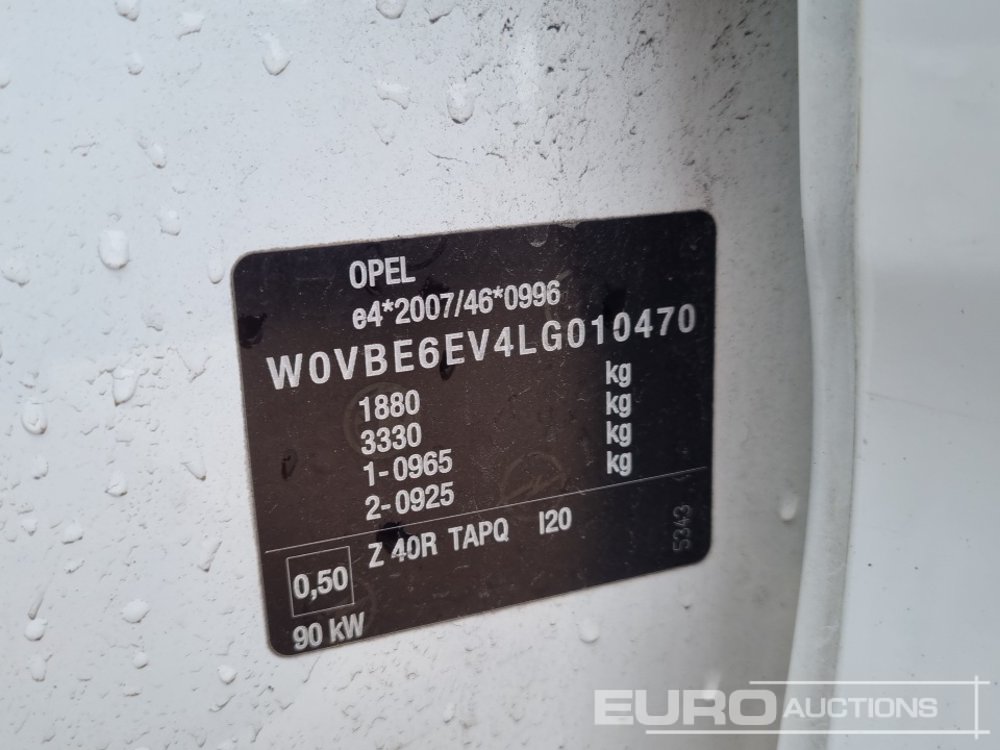 OPEL
e4*2007/46*0996
W0VBE6EV4LG010470
1880 kg
3330 kg
1-0965 kg
2-0925 kg
Z 40R TAPQ I20
0,50
90 kW
5343
EURO AUCTIONS